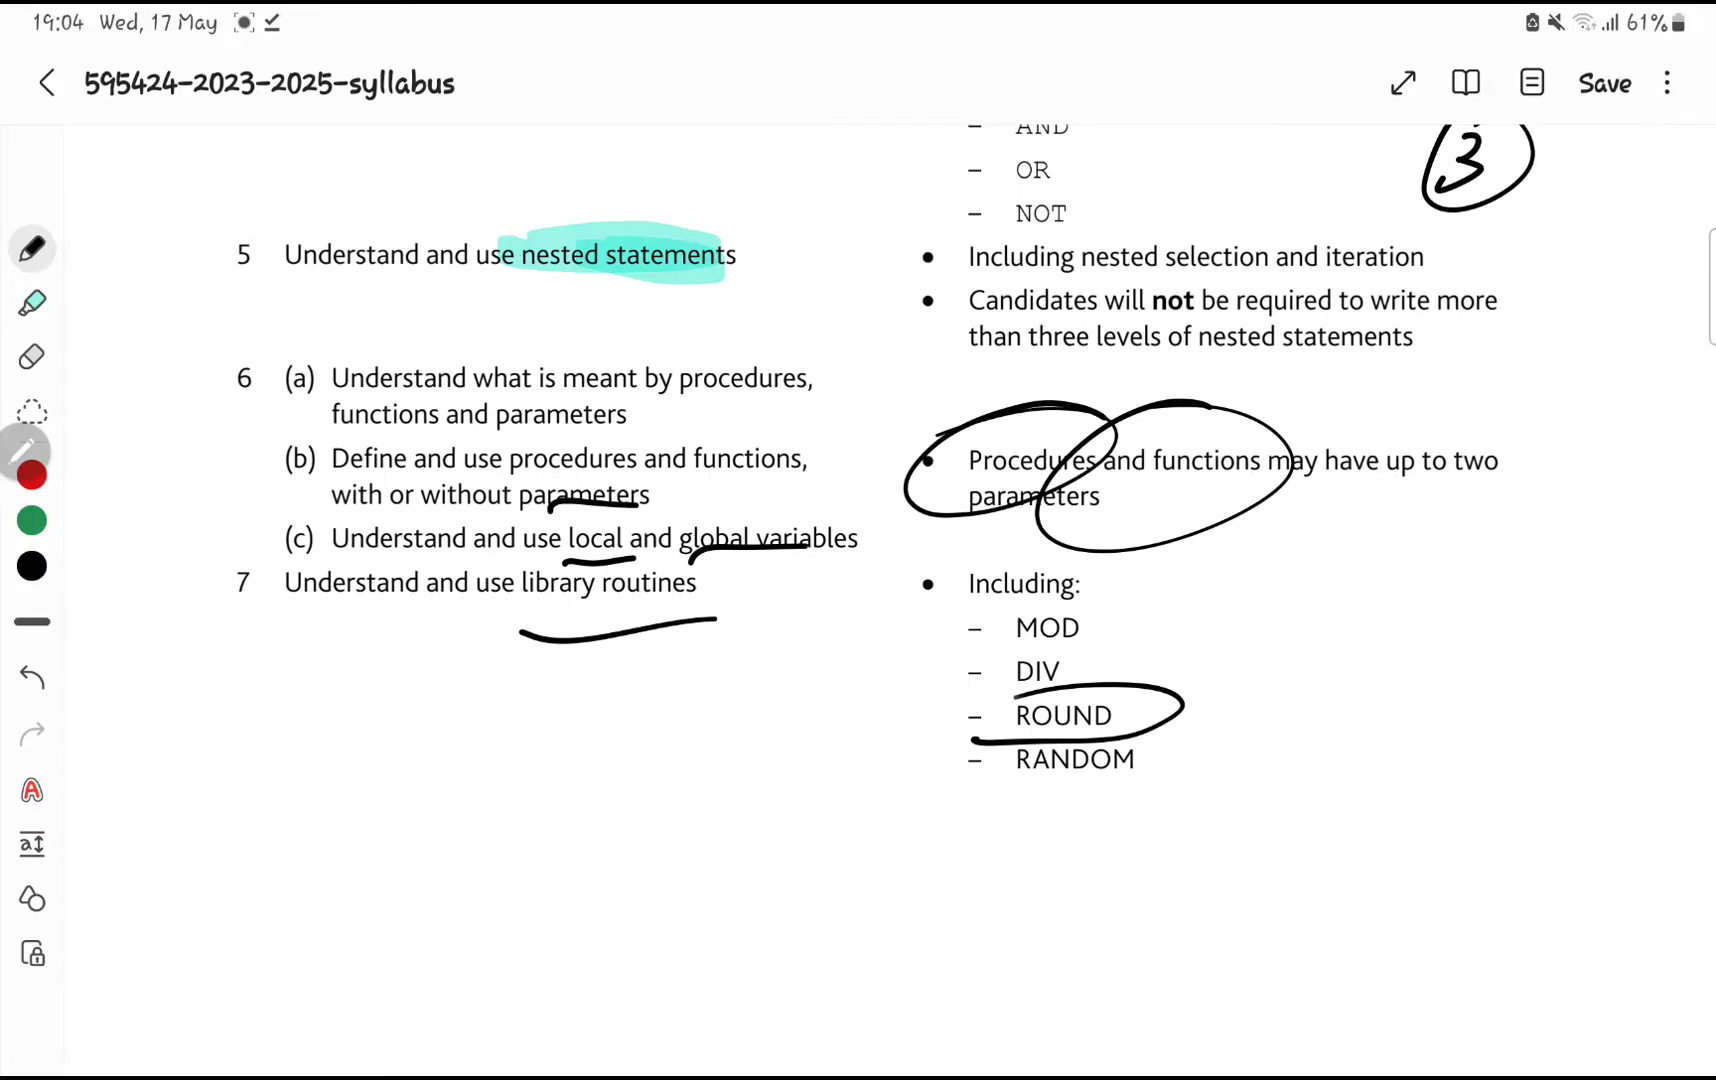 19:04 Wed, 17 May
61%
595424-2023-2025-syllabus
Save
– AND
3
– OR
– NOT
5 Understand and use nested statements
• Including nested selection and iteration
• Candidates will not be required to write more
than three levels of nested statements
6 (a) Understand what is meant by procedures,
functions and parameters
(b) Define and use procedures and functions,
with or without parameters
• Procedures and functions may have up to two
parameters
(c) Understand and use local and global variables
7 Understand and use library routines
• Including:
– MOD
– DIV
– ROUND
– RANDOM
A
a